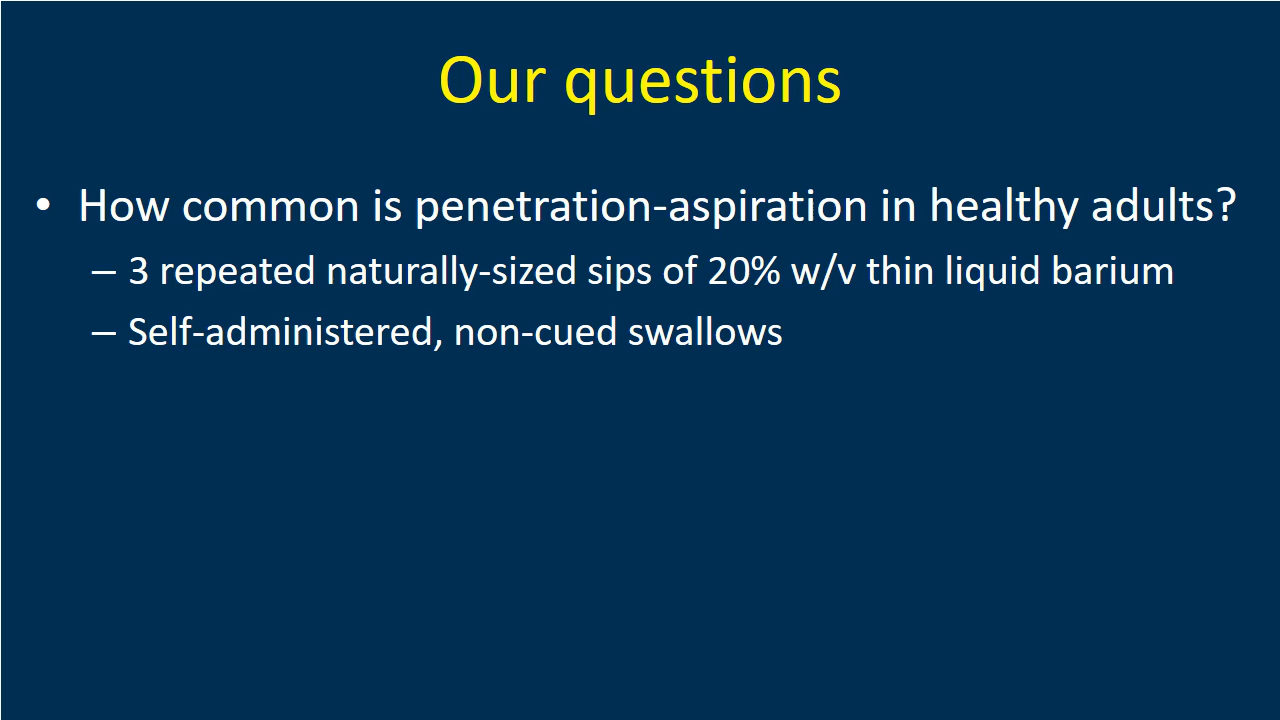 Our questions
• How common is penetration-aspiration in healthy adults?
– 3 repeated naturally-sized sips of 20% w/v thin liquid barium
– Self-administered, non-cued swallows